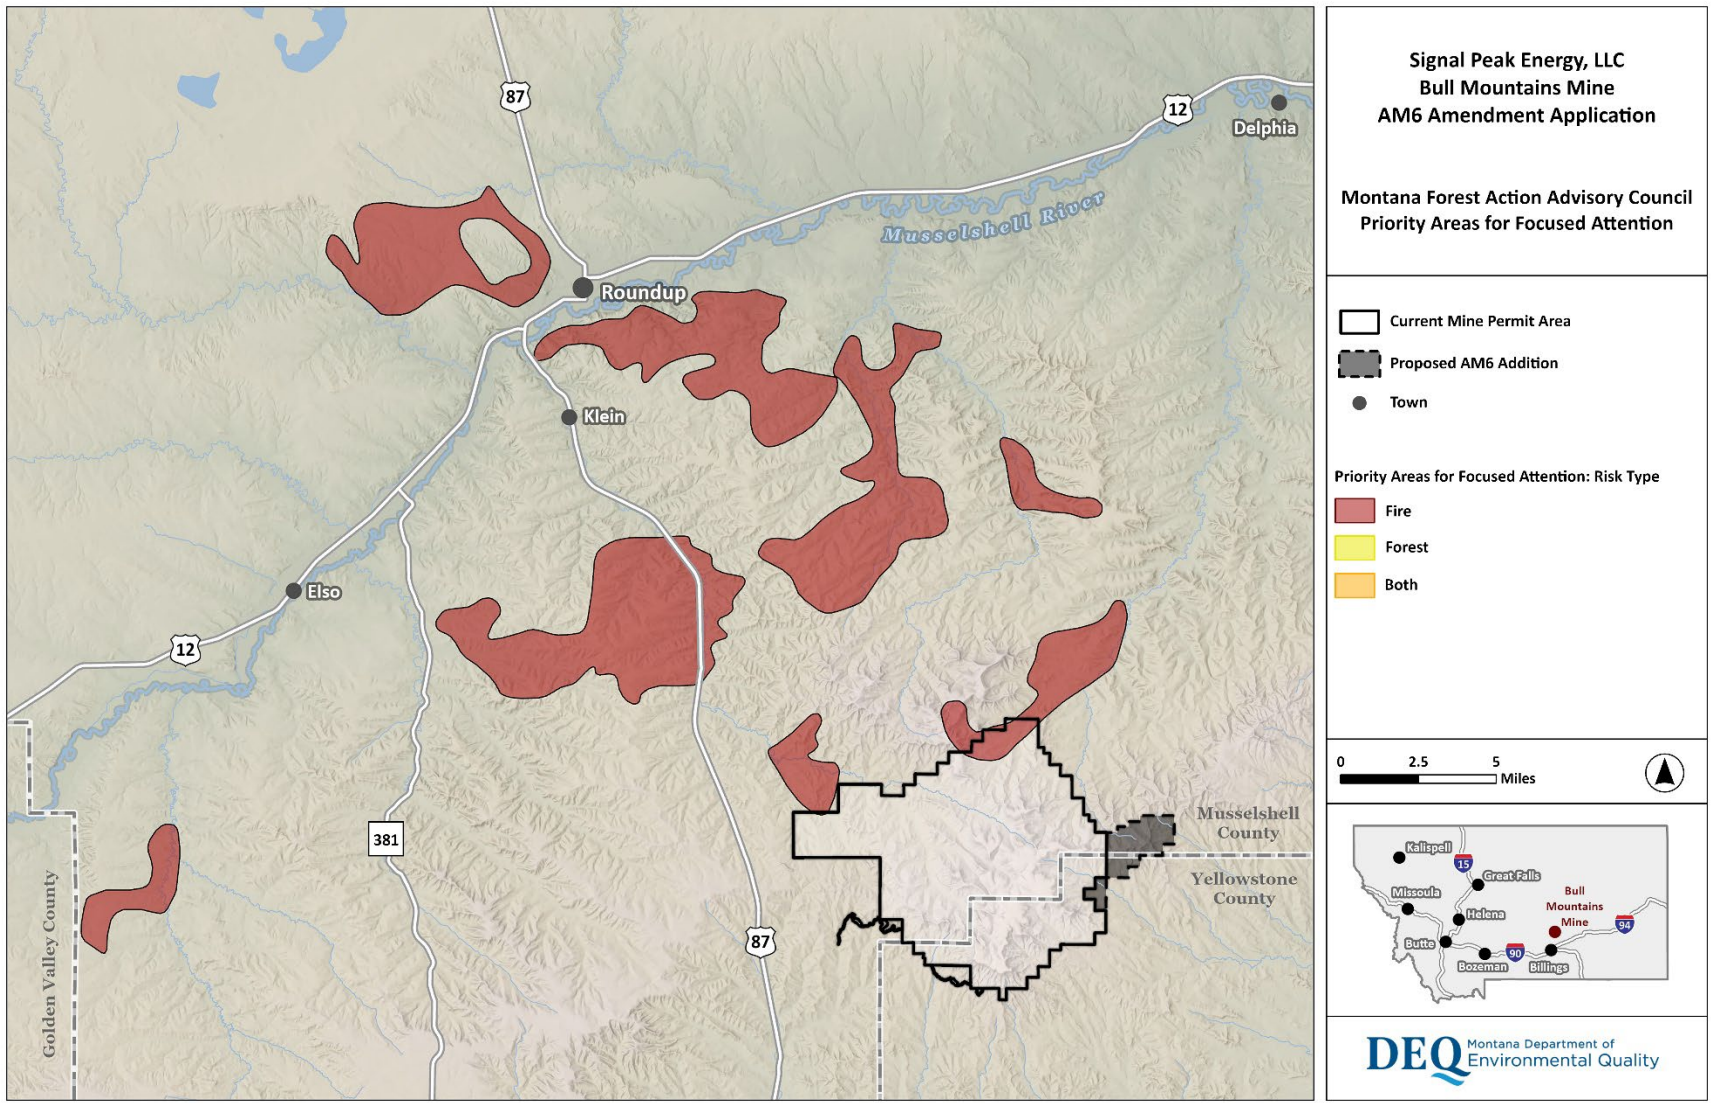 87
12
Delphia
Musselshell River
Roundup
Klein
Elso
12
381
Musselshell
County
Yellowstone
County
87
Golden Valley County
Signal Peak Energy, LLC
Bull Mountains Mine
AM6 Amendment Application
Montana Forest Action Advisory Council
Priority Areas for Focused Attention
Current Mine Permit Area
Proposed AM6 Addition
Town
Priority Areas for Focused Attention: Risk Type
Fire
Forest
Both
0 2.5 5
Miles
Kalispell
15
Great Falls
Missoula
Bull
Mountains
Mine
Helena
94
Butte
90
Bozeman
Billings
DEQ
Montana Department of
Environmental Quality